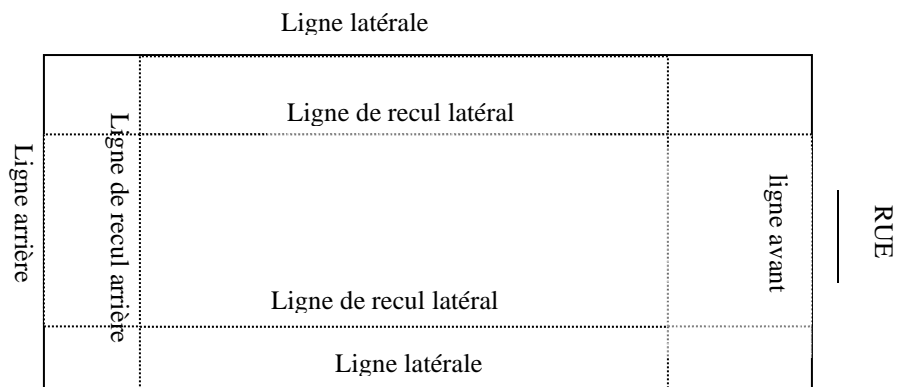 Ligne latérale
Ligne de recul latéral
Ligne arrière
Ligne de recul arrière
ligne avant
RUE
Ligne de recul latéral
Ligne latérale